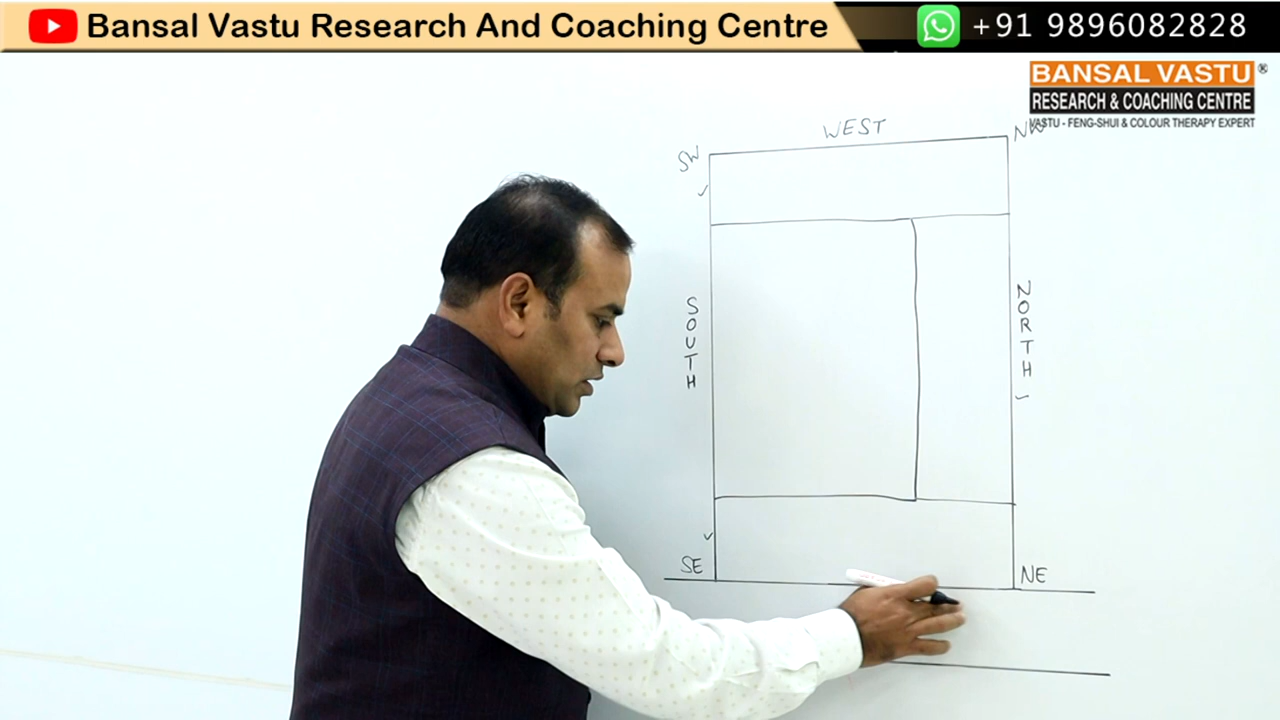 Bansal Vastu Research And Coaching Centre
+91 9896082828
BANSAL VASTU®
RESEARCH & COACHING CENTRE
VASTU - FENG-SHUI & COLOUR THERAPY EXPERT
WEST
SW
NW
SOUTH
NORTH
SE
NE